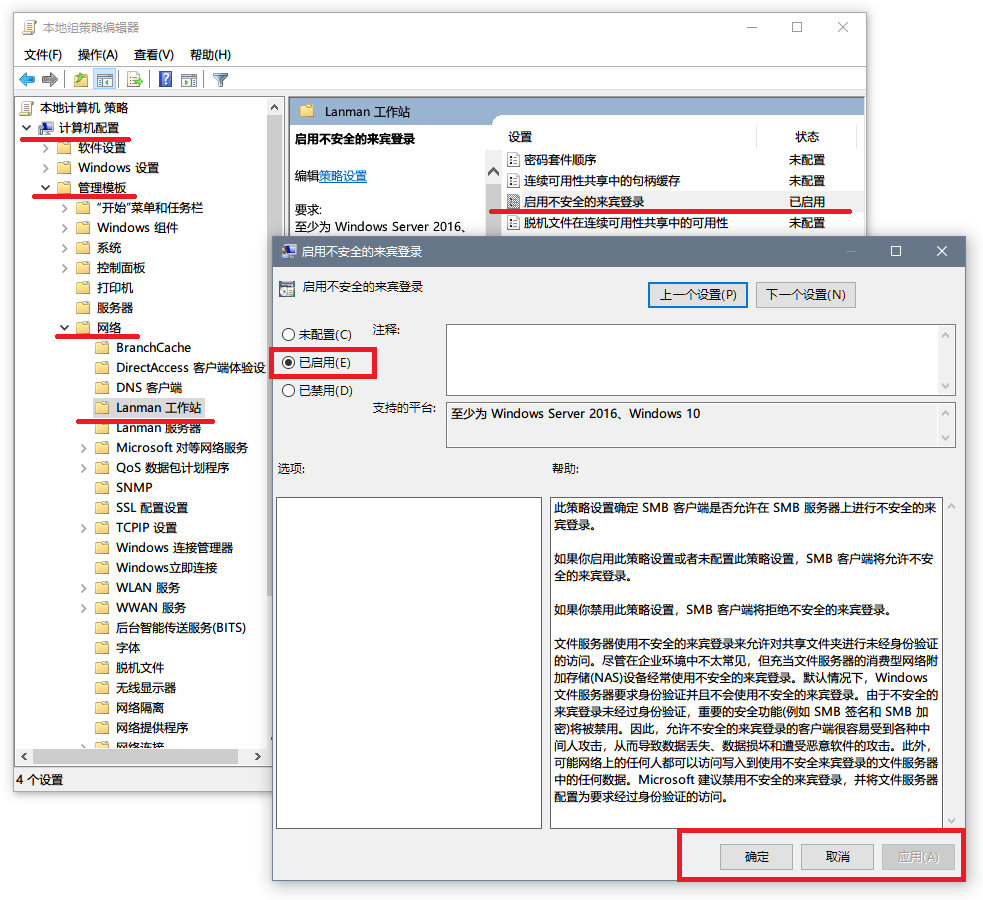 本地组策略编辑器
文件(F) 操作(A) 查看(V) 帮助(H)
本地计算机 策略
计算机配置
软件设置
Windows 设置
管理模板
"开始"菜单和任务栏
Windows 组件
系统
控制面板
打印机
服务器
网络
BranchCache
DirectAccess 客户端体验设
DNS 客户端
Lanman 工作站
Lanman 服务器
Microsoft 对等网络服务
QoS 数据包计划程序
SNMP
SSL 配置设置
TCPIP 设置
Windows 连接管理器
Windows立即连接
WLAN 服务
WWAN 服务
后台智能传送服务(BITS)
字体
脱机文件
无线显示器
网络隔离
网络提供程序
网络连接
4 个设置
Lanman 工作站
启用不安全的来宾登录
编辑策略设置
要求:
至少为 Windows Server 2016、
设置 状态
密码套件顺序 未配置
连续可用性共享中的句柄缓存 未配置
启用不安全的来宾登录 已启用
脱机文件在连续可用性共享中的可用性 未配置
启用不安全的来宾登录
启用不安全的来宾登录
上一个设置(P) 下一个设置(N)
未配置(C) 注释:
已启用(E)
已禁用(D)
支持的平台: 至少为 Windows Server 2016、Windows 10
选项: 帮助:
此策略设置确定 SMB 客户端是否允许在 SMB 服务器上进行不安全的来
宾登录。
如果你启用此策略设置或者未配置此策略设置，SMB 客户端将允许不安
全的来宾登录。
如果你禁用此策略设置，SMB 客户端将拒绝不安全的来宾登录。
文件服务器使用不安全的来宾登录来允许对共享文件夹进行未经身份验证
的访问。尽管在企业环境中不太常见，但充当文件服务器的消费型网络附
加存储(NAS)设备经常使用不安全的来宾登录。默认情况下，Windows
文件服务器要求身份验证并且不会使用不安全的来宾登录。由于不安全的
来宾登录未经过身份验证，重要的安全功能(例如 SMB 签名和 SMB 加
密)将被禁用。因此，允许不安全的来宾登录的客户端很容易受到各种中
间人攻击，从而导致数据丢失、数据损坏和遭受恶意软件的攻击。此外，
可能网络上的任何人都可以访问写入到使用不安全来宾登录的文件服务器
中的任何数据。Microsoft 建议禁用不安全的来宾登录，并将文件服务器
配置为要求经过身份验证的访问。
确定 取消 应用(A)